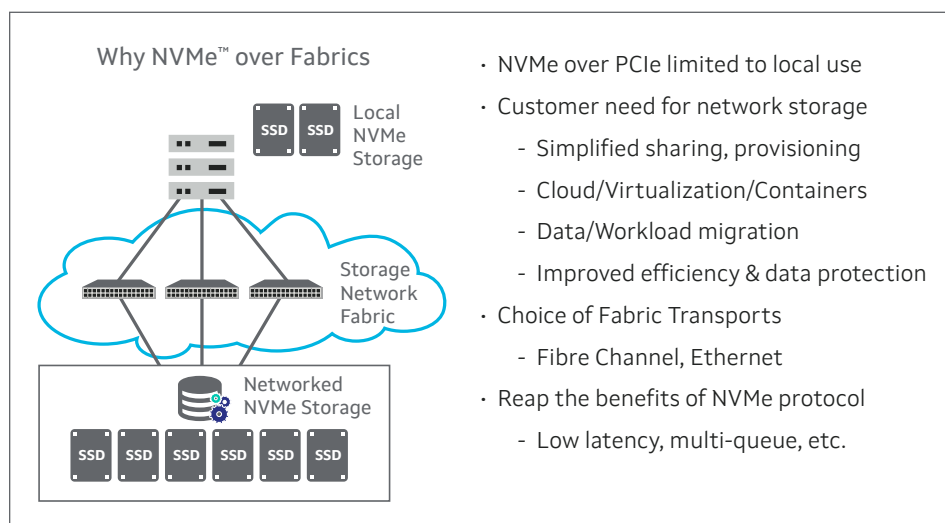 Why NVMe™ over Fabrics
SSD SSD
Local
NVMe
Storage
Storage
Network
Fabric
Networked
NVMe Storage
SSD SSD SSD SSD SSD SSD
· NVMe over PCIe limited to local use
· Customer need for network storage
- Simplified sharing, provisioning
- Cloud/Virtualization/Containers
- Data/Workload migration
- Improved efficiency & data protection
· Choice of Fabric Transports
- Fibre Channel, Ethernet
· Reap the benefits of NVMe protocol
- Low latency, multi-queue, etc.